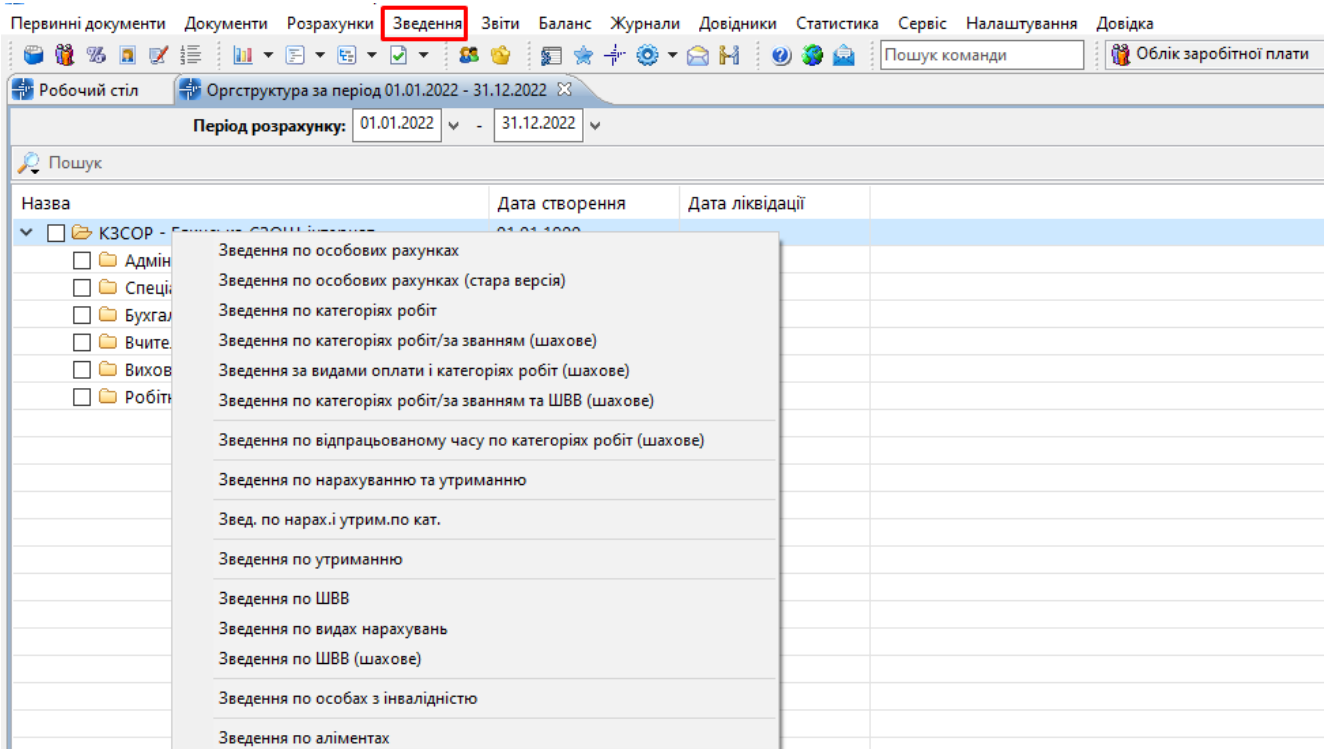 Первинні документи Документи Розрахунки Зведення Звіти Баланс Журнали Довідники Статистика Сервіс Налаштування Довідка
Пошук команди Облік заробітної плати
Робочий стіл Оргструктура за період 01.01.2022 - 31.12.2022
Період розрахунку: 01.01.2022 - 31.12.2022
Пошук
Назва Дата створення Дата ліквідації
КЗСОР -
Зведення по особових рахунках
Адмін
Зведення по особових рахунках (стара версія)
Спеціа
Зведення по категоріях робіт
Бухгал
Зведення по категоріях робіт/за званням (шахове)
Вчите
Зведення за видами оплати і категоріях робіт (шахове)
Вихов
Зведення по категоріях робіт/за званням та ШВВ (шахове)
Робітн
Зведення по відпрацьованому часу по категоріях робіт (шахове)
Зведення по нарахуванню та утриманню
Звед. по нарах.і утрим.по кат.
Зведення по утриманню
Зведення по ШВВ
Зведення по видах нарахувань
Зведення по ШВВ (шахове)
Зведення по особах з інвалідністю
Зведення по аліментах